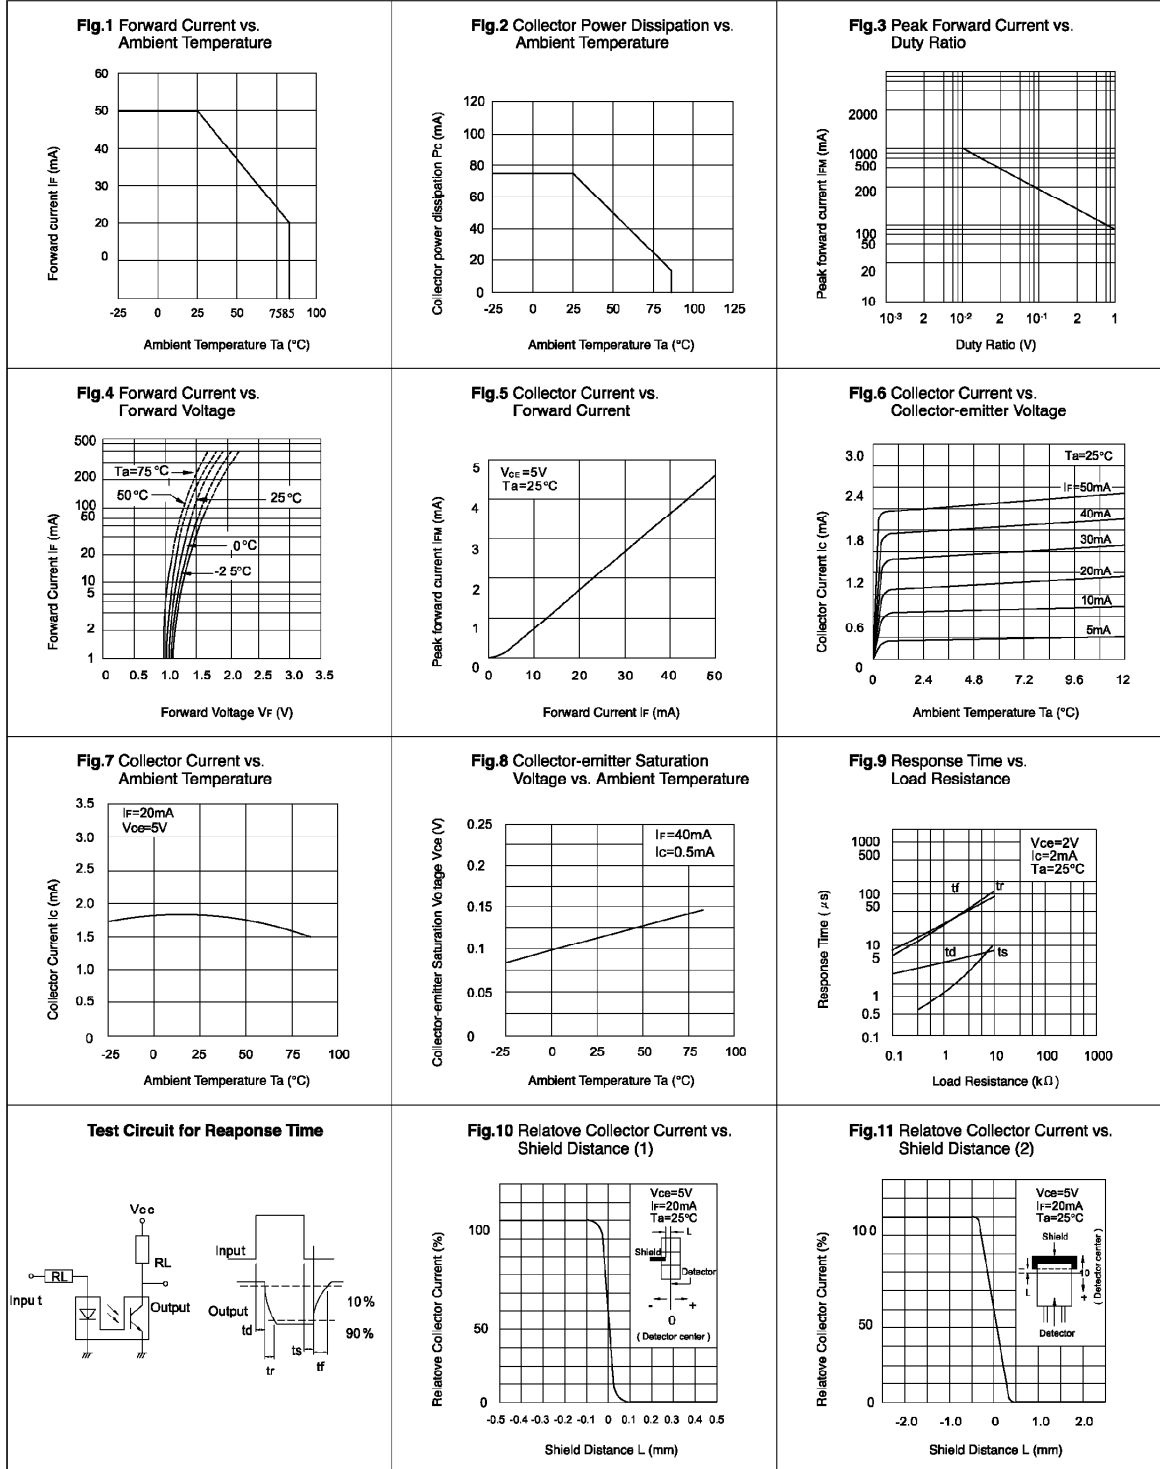 Fig.1 Forward Current vs.
Ambient Temperature
60
50
40
30
20
0
Forward current IF (mA)
-25 0 25 50 7585 100
Ambient Temperature Ta (°C)
Fig.2 Collector Power Dissipation vs.
Ambient Temperature
120
100
80
60
40
20
0
Collector power dissipation Pc (mA)
-25 0 25 50 75 100 125
Ambient Temperature Ta (°C)
Fig.3 Peak Forward Current vs.
Duty Ratio
2000
1000
500
200
100
50
20
10
Peak forward current IFM (mA)
10-3 2 10-2 2 10-1 2 1
Duty Ratio (V)
Fig.4 Forward Current vs.
Forward Voltage
500
200
100
60
20
10
5
2
1
Forward Current IF (mA)
Ta=75°C
50°C
25°C
0°C
-25°C
0 0.5 1.0 1.5 2.0 2.5 3.0 3.5
Forward Voltage VF (V)
Fig.5 Collector Current vs.
Forward Current
VCE=5V
Ta=25°C
5
4
3
2
1
0
Peak forward current IFM (mA)
0 10 20 30 40 50
Forward Current IF (mA)
Fig.6 Collector Current vs.
Collector-emitter Voltage
Ta=25°C
IF=50mA
40mA
30mA
20mA
10mA
5mA
3.0
2.4
1.8
1.2
0.6
0
Collector Current Ic (mA)
0 2.4 4.8 7.2 9.6 12
Ambient Temperature Ta (°C)
Fig.7 Collector Current vs.
Ambient Temperature
IF=20mA
Vce=5V
3.5
3.0
2.5
2.0
1.5
1.0
0.5
0
Collector Current Ic (mA)
-25 0 25 50 75 100
Ambient Temperature Ta (°C)
Fig.8 Collector-emitter Saturation
Voltage vs. Ambient Temperature
IF=40mA
Ic=0.5mA
0.25
0.2
0.15
0.1
0.05
0
Collector-emitter Saturation Votage Vce (V)
-25 0 25 50 75 100
Ambient Temperature Ta (°C)
Fig.9 Response Time vs.
Load Resistance
Vce=2V
Ic=2mA
Ta=25°C
tf tr
td ts
1000
500
100
50
10
5
1
0.5
0.1
Response Time (μs)
0.1 1 10 100 1000
Load Resistance (kΩ)
Test Circuit for Reaponse Time
Vcc
RL
RL
Input
Output
Input
Output
10%
90%
td
tr
ts
tf
Fig.10 Relatove Collector Current vs.
Shield Distance (1)
Vce=5V
IF=20mA
Ta=25°C
L
Shield
Detector
- +
0
( Detector center )
100
50
0
Relatove Collector Current (%)
-0.5 -0.4 -0.3 -0.2 -0.1 0 0.1 0.2 0.3 0.4 0.5
Shield Distance L (mm)
Fig.11 Relatove Collector Current vs.
Shield Distance (2)
Vce=5V
IF=20mA
Ta=25°C
Shield
L
0
+
( Detector center )
Detector
100
50
0
Relatove Collector Current (%)
-2.0 -1.0 0 1.0 2.0
Shield Distance L (mm)